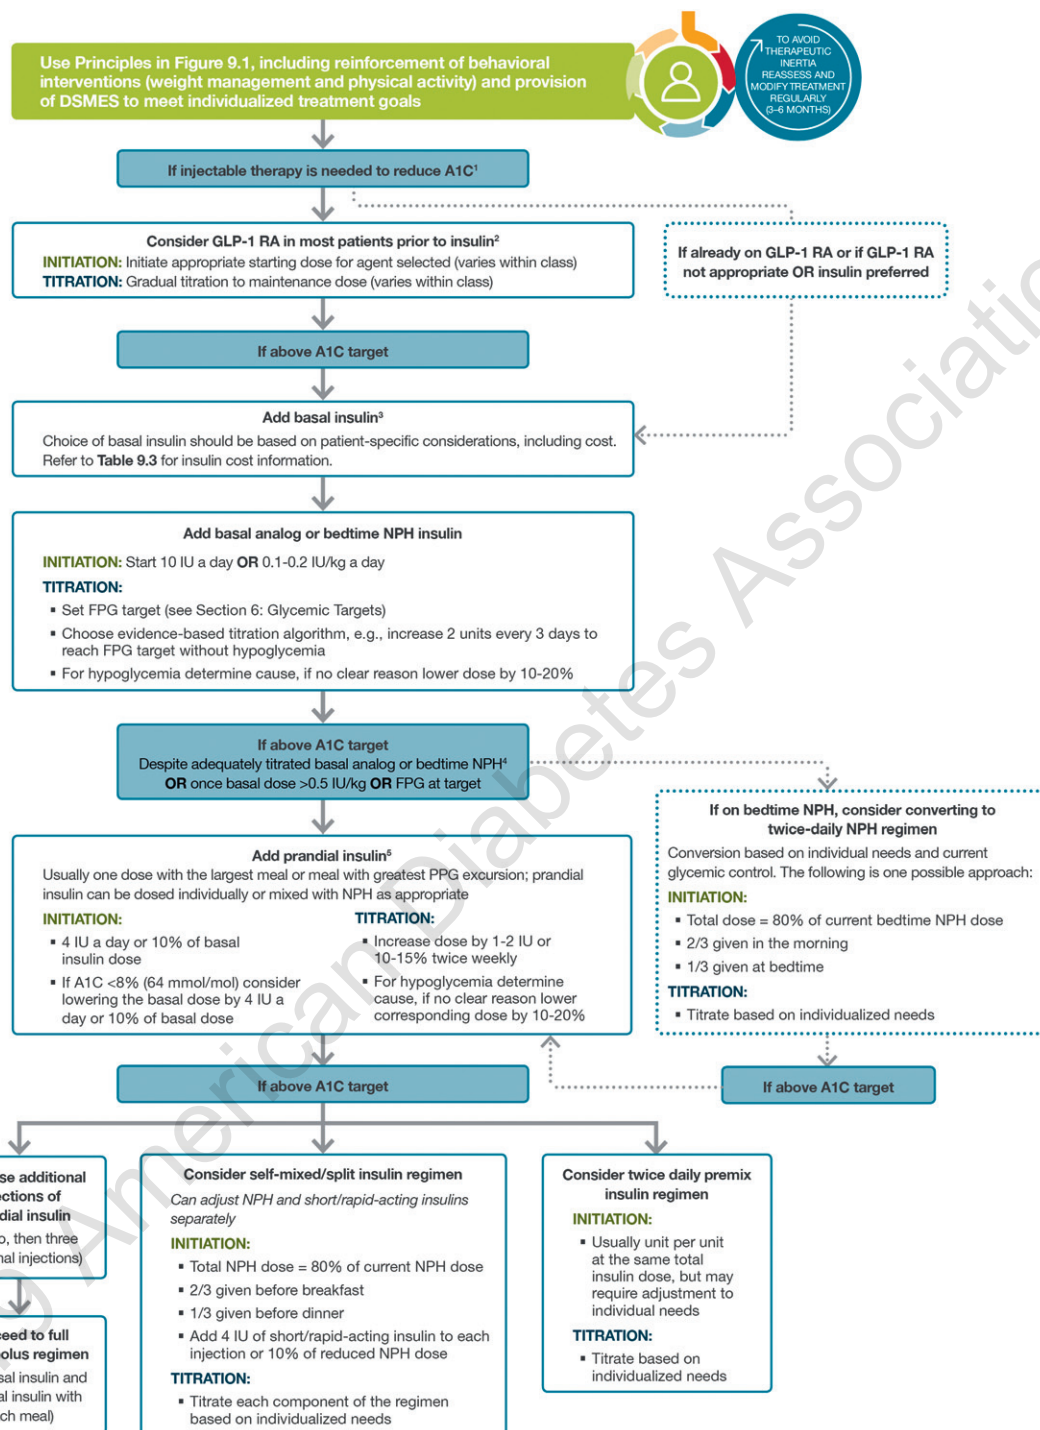 Use Principles in Figure 9.1, including reinforcement of behavioral
interventions (weight management and physical activity) and provision
of DSMES to meet individualized treatment goals
TO AVOID
THERAPEUTIC
INERTIA
REASSESS AND
MODIFY TREATMENT
REGULARLY
(3–6 MONTHS)
If injectable therapy is needed to reduce A1C¹
Consider GLP-1 RA in most patients prior to insulin²
INITIATION: Initiate appropriate starting dose for agent selected (varies within class)
TITRATION: Gradual titration to maintenance dose (varies within class)
If already on GLP-1 RA or if GLP-1 RA
not appropriate OR insulin preferred
If above A1C target
Add basal insulin³
Choice of basal insulin should be based on patient-specific considerations, including cost.
Refer to Table 9.3 for insulin cost information.
Add basal analog or bedtime NPH insulin
INITIATION: Start 10 IU a day OR 0.1-0.2 IU/kg a day
TITRATION:
▪ Set FPG target (see Section 6: Glycemic Targets)
▪ Choose evidence-based titration algorithm, e.g., increase 2 units every 3 days to
reach FPG target without hypoglycemia
▪ For hypoglycemia determine cause, if no clear reason lower dose by 10-20%
If above A1C target
Despite adequately titrated basal analog or bedtime NPH⁴
OR once basal dose >0.5 IU/kg OR FPG at target
If on bedtime NPH, consider converting to
twice-daily NPH regimen
Conversion based on individual needs and current
glycemic control. The following is one possible approach:
INITIATION:
▪ Total dose = 80% of current bedtime NPH dose
▪ 2/3 given in the morning
▪ 1/3 given at bedtime
TITRATION:
▪ Titrate based on individualized needs
If above A1C target
Add prandial insulin⁵
Usually one dose with the largest meal or meal with greatest PPG excursion; prandial
insulin can be dosed individually or mixed with NPH as appropriate
INITIATION:
▪ 4 IU a day or 10% of basal
insulin dose
▪ If A1C <8% (64 mmol/mol) consider
lowering the basal dose by 4 IU a
day or 10% of basal dose
TITRATION:
▪ Increase dose by 1-2 IU or
10-15% twice weekly
▪ For hypoglycemia determine
cause, if no clear reason lower
corresponding dose by 10-20%
If above A1C target
se additional
ections of
dial insulin
o, then three
nal injections)
ceed to full
olus regimen
sal insulin and
al insulin with
ch meal)
Consider self-mixed/split insulin regimen
Can adjust NPH and short/rapid-acting insulins
separately
INITIATION:
▪ Total NPH dose = 80% of current NPH dose
▪ 2/3 given before breakfast
▪ 1/3 given before dinner
▪ Add 4 IU of short/rapid-acting insulin to each
injection or 10% of reduced NPH dose
TITRATION:
▪ Titrate each component of the regimen
based on individualized needs
Consider twice daily premix
insulin regimen
INITIATION:
▪ Usually unit per unit
at the same total
insulin dose, but may
require adjustment to
individual needs
TITRATION:
▪ Titrate based on
individualized needs
American Diabetes Associatio